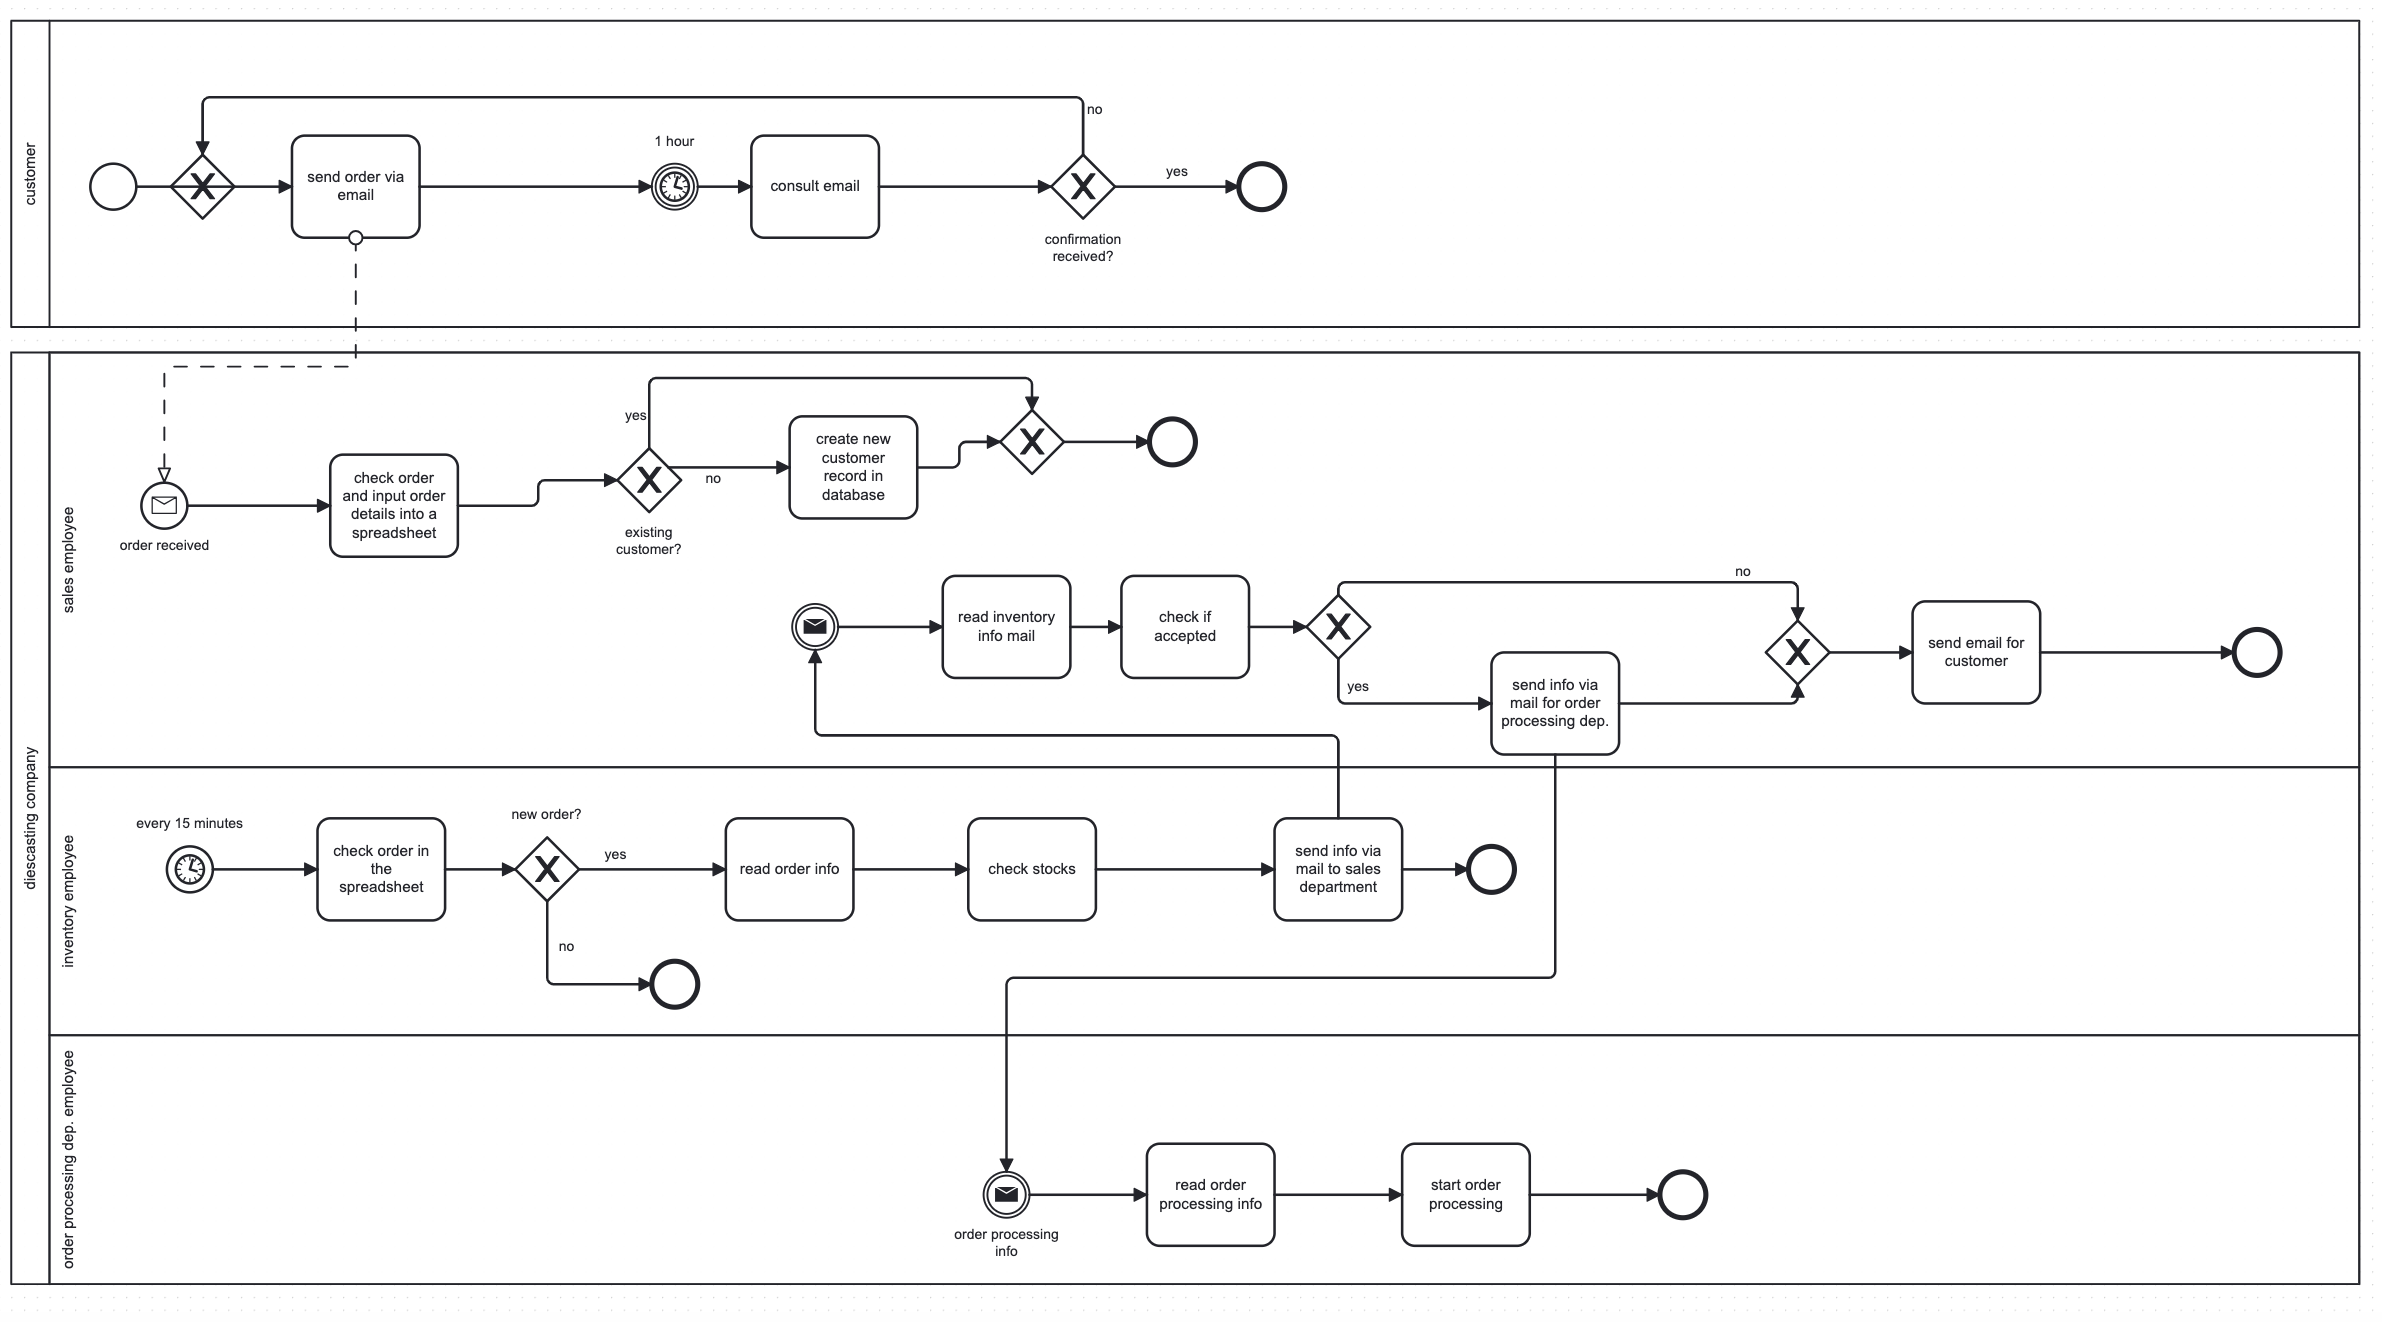 customer
1 hour
send order via
email
consult email
no
yes
confirmation
received?
diescasting company
sales employee
order received
check order
and input order
details into a
spreadsheet
yes
no
existing
customer?
create new
customer
record in
database
read inventory
info mail
check if
accepted
no
yes
send info via
mail for order
processing dep.
send email for
customer
inventory employee
every 15 minutes
check order in
the
spreadsheet
new order?
yes
no
read order info
check stocks
send info via
mail to sales
department
order processing dep. employee
order processing
info
read order
processing info
start order
processing